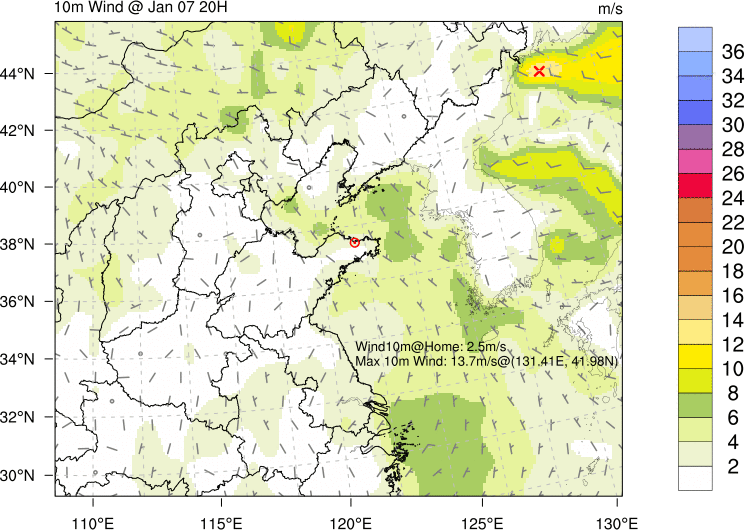 10m Wind @ Jan 07 20H m/s
44°N
42°N
40°N
38°N
36°N
34°N
32°N
30°N
110°E 115°E 120°E 125°E 130°E
Wind10m@Home: 2.5m/s
Max 10m Wind: 13.7m/s@(131.41E, 41.98N)
36
34
32
30
28
26
24
22
20
18
16
14
12
10
8
6
4
2